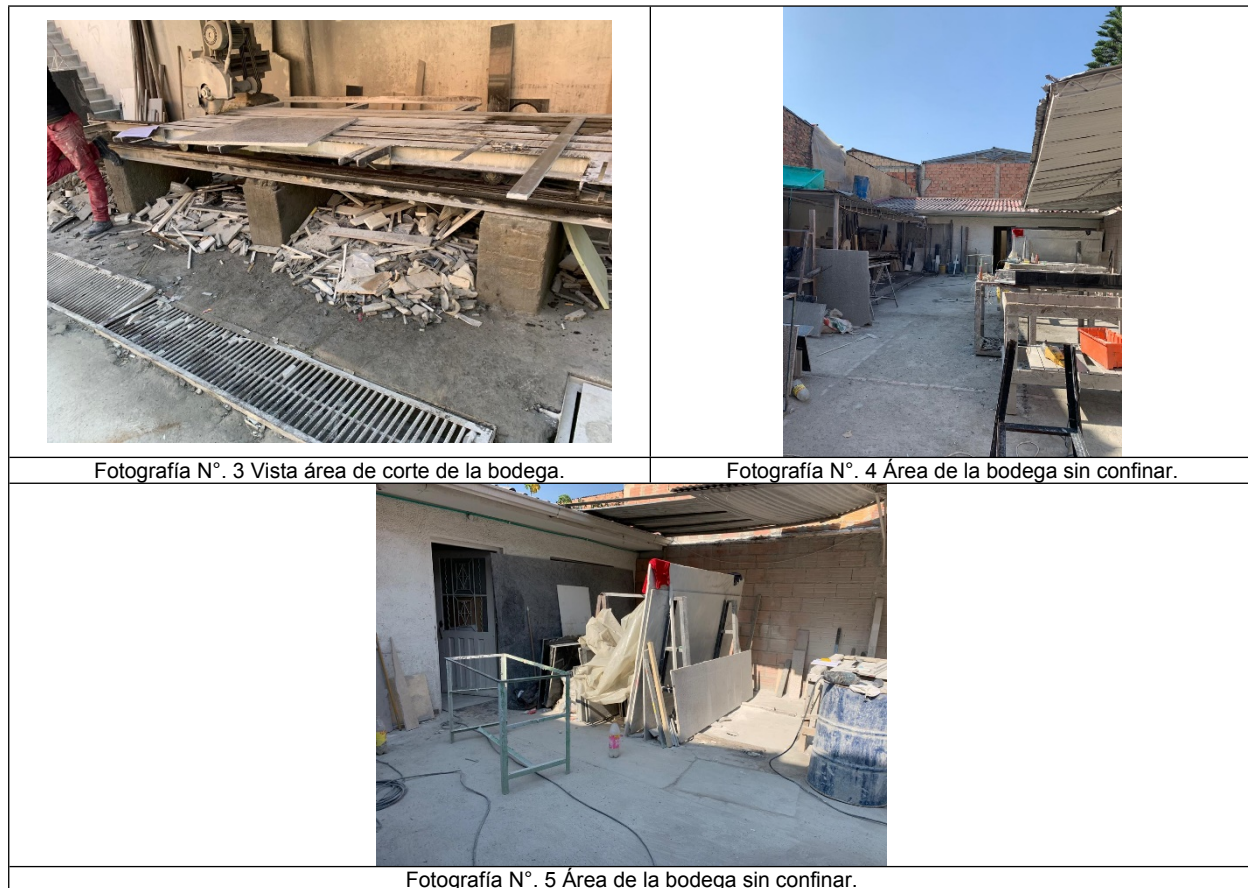 Fotografía N°. 3 Vista área de corte de la bodega.
Fotografía N°. 4 Área de la bodega sin confinar.
Fotografía N°. 5 Área de la bodega sin confinar.